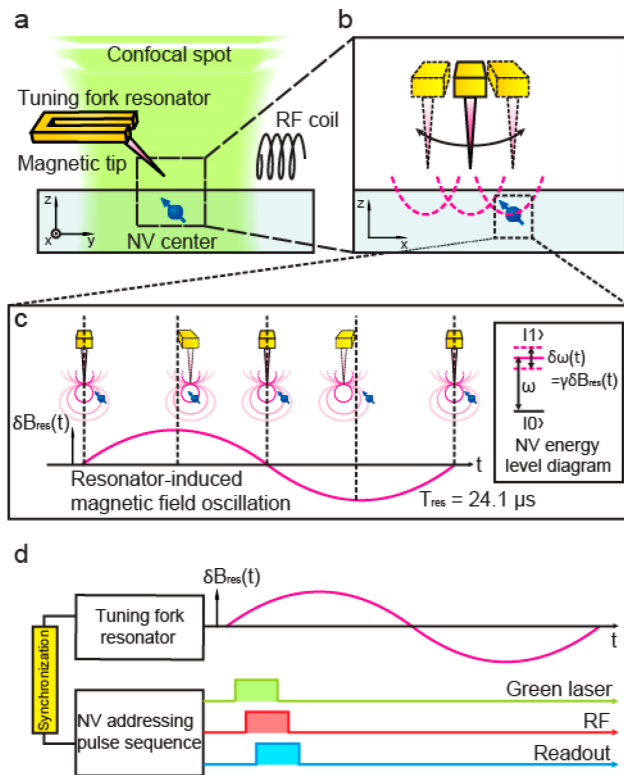 a
Confocal spot
Tuning fork resonator
RF coil
Magnetic tip
z
x
y
NV center
b
z
x
c
δBres(t)
Resonator-induced
magnetic field oscillation
t
Tres = 24.1 µs
|1⟩
δω(t)
=γδBres(t)
ω
|0⟩
NV energy
level diagram
d
Synchronization
Tuning fork
resonator
δBres(t)
t
NV addressing
pulse sequence
Green laser
RF
Readout